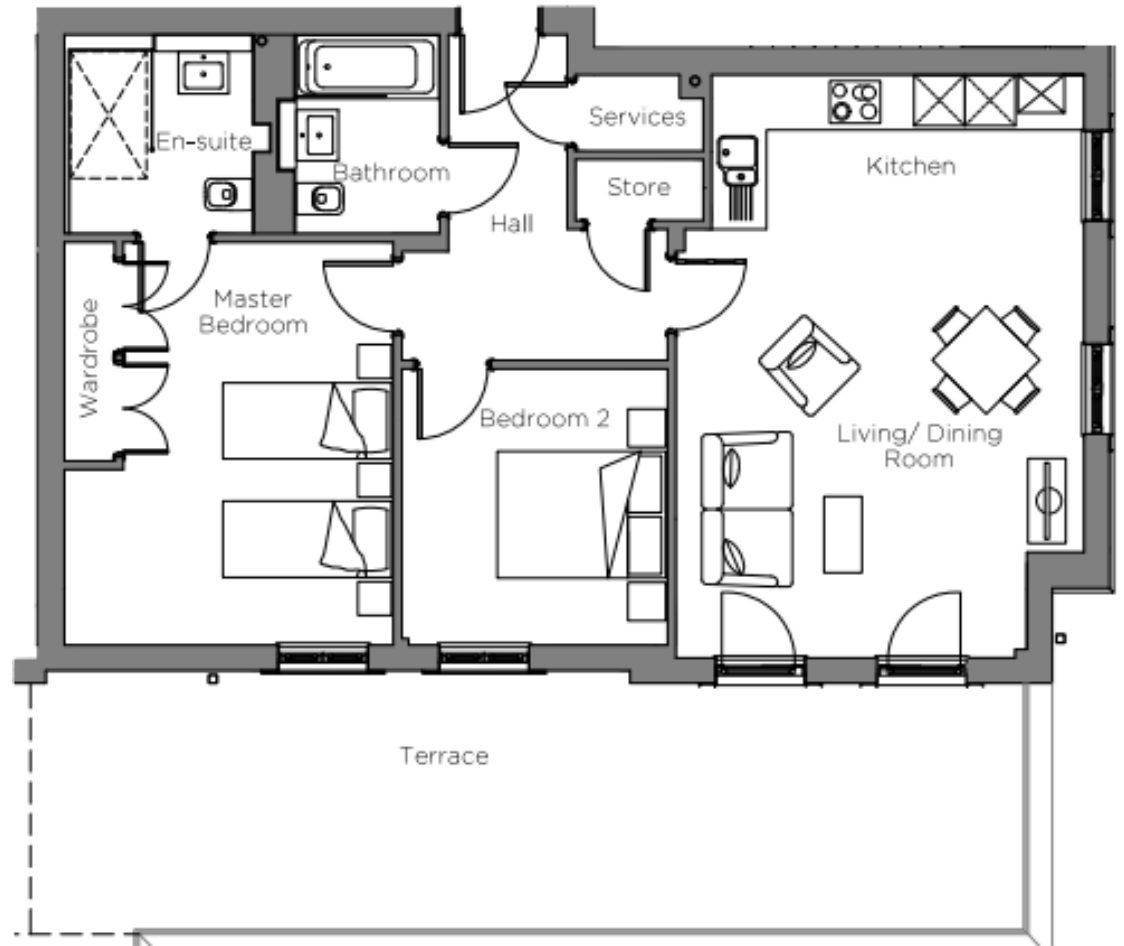 En-suite
Bathroom
Services
Store
Kitchen
Hall
Wardrobe
Master
Bedroom
Bedroom 2
Living/ Dining
Room
Terrace